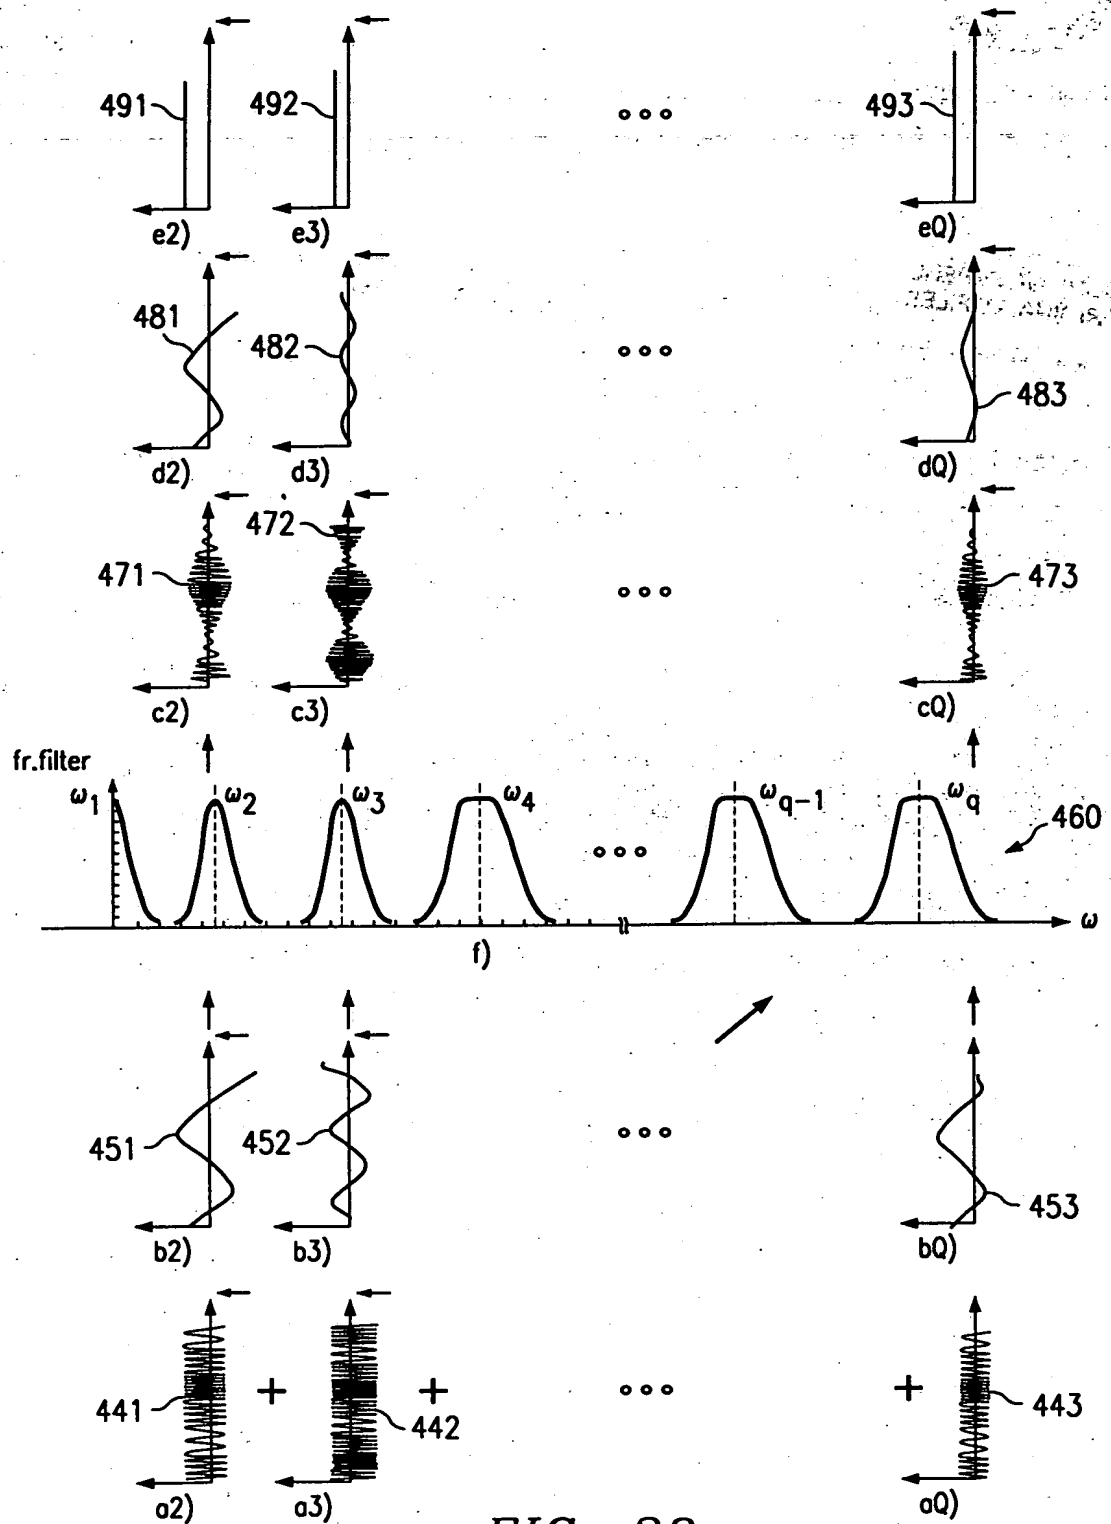 491 492 493
e2) e3) eQ)
481 482 483
d2) d3) dQ)
472
471 473
c2) c3) cQ)
fr.filter
ω1 ω2 ω3 ω4 ωq-1 ωq 460
ω
f)
451 452 453
b2) b3) bQ)
441 + 442 + + 443
a2) a3) aQ)